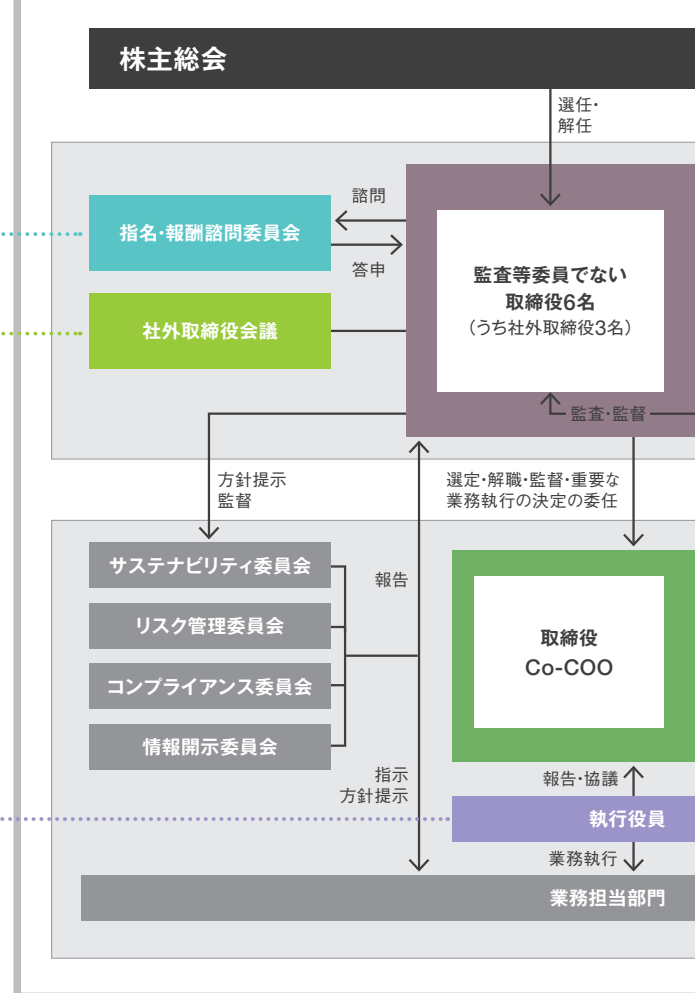 株主総会
選任・
解任
指名・報酬諮問委員会
諮問
答申
監査等委員でない
取締役6名
（うち社外取締役3名）
社外取締役会議
監査・監督
方針提示
監督
選定・解職・監督・重要な
業務執行の決定の委任
サステナビリティ委員会
報告
リスク管理委員会
取締役
Co-COO
コンプライアンス委員会
情報開示委員会
指示
方針提示
報告・協議
執行役員
業務執行
業務担当部門